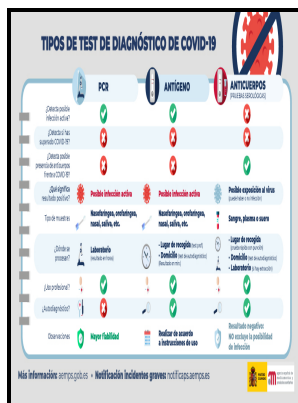 TIPOS DE TEST DE DIAGNÓSTICO DE COVID-19
PCR
ANTÍGENO
ANTICUERPOS
(PRUEBAS SEROLÓGICAS)
¿Detecta posible
infección activa?
¿Detecta si has
superado COVID-19?
¿Detecta posible
presencia de anticuerpos
frente a COVID-19?
¿Qué significa
resultado positivo?
Posible infección activa
Posible infección activa
Posible exposición al virus
Tipo de muestras
Nasofaríngea, orofaríngea,
nasal, saliva, etc.
Nasofaríngea, orofaríngea,
nasal, saliva, etc.
Sangre, plasma o suero
¿Dónde se
procesan?
Laboratorio
- Lugar de recogida
- Domicilio
- Lugar de recogida
- Domicilio
- Laboratorio
¿Uso profesional?
¿Autodiagnóstico?
Observaciones
Mayor fiabilidad
Realizar de acuerdo
a instrucciones de uso
Resultado negativo:
NO excluye la posibilidad
de infección
Más información: aemps.gob.es • Notificación incidentes graves: notificaps.aemps.es